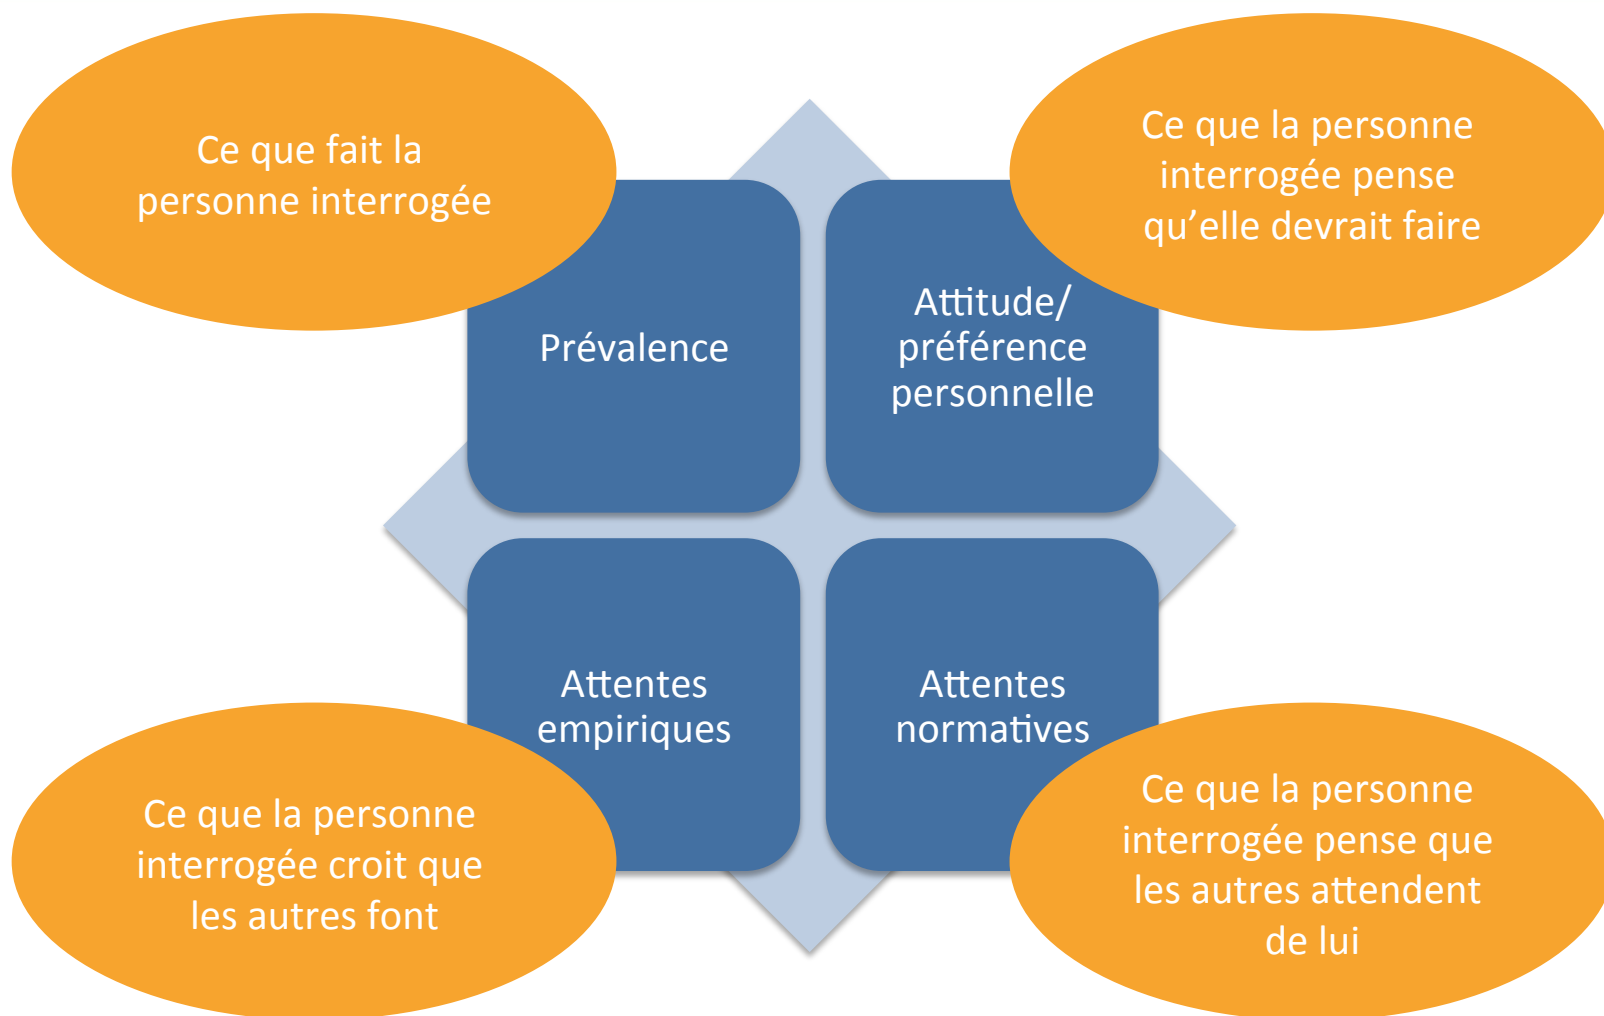 Ce que fait la
personne interrogée
Ce que la personne
interrogée pense
qu’elle devrait faire
Prévalence
Attitude/
préférence
personnelle
Attentes
empiriques
Attentes
normatives
Ce que la personne
interrogée croit que
les autres font
Ce que la personne
interrogée pense que
les autres attendent
de lui